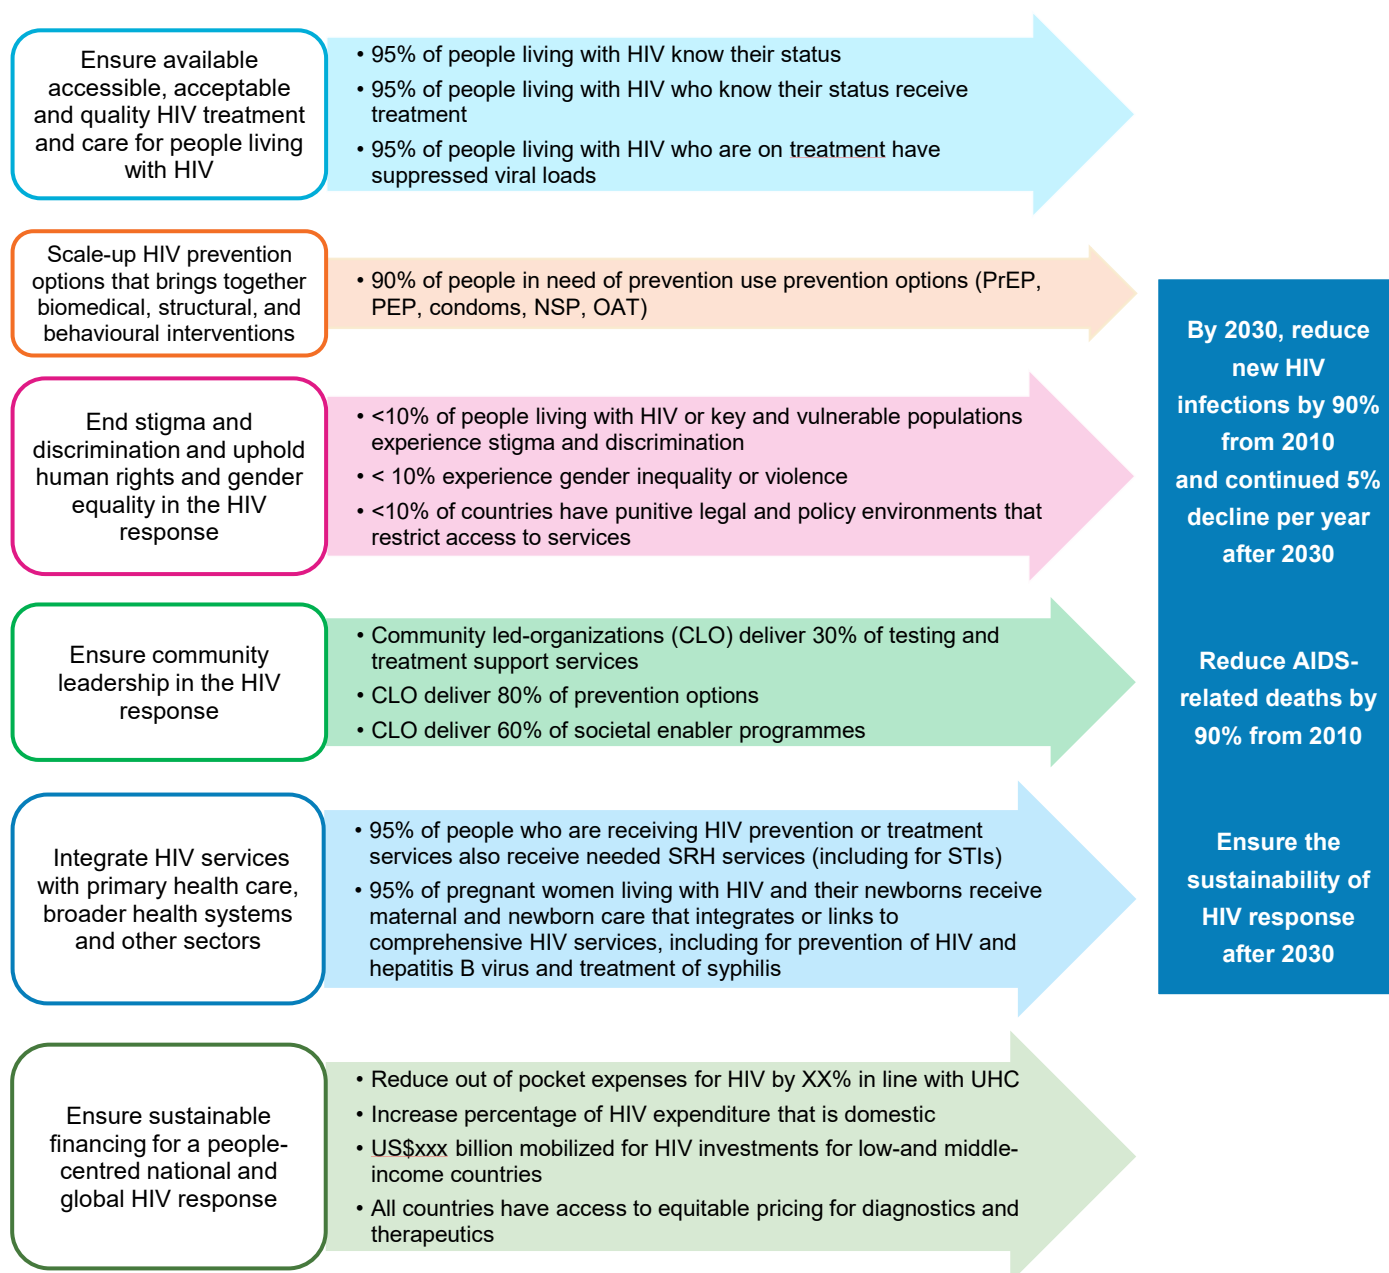 Ensure available
accessible, acceptable
and quality HIV treatment
and care for people living
with HIV
• 95% of people living with HIV know their status
• 95% of people living with HIV who know their status receive
treatment
• 95% of people living with HIV who are on treatment have
suppressed viral loads
Scale-up HIV prevention
options that brings together
biomedical, structural, and
behavioural interventions
• 90% of people in need of prevention use prevention options (PrEP,
PEP, condoms, NSP, OAT)
End stigma and
discrimination and uphold
human rights and gender
equality in the HIV
response
• <10% of people living with HIV or key and vulnerable populations
experience stigma and discrimination
• < 10% experience gender inequality or violence
• <10% of countries have punitive legal and policy environments that
restrict access to services
Ensure community
leadership in the HIV
response
• Community led-organizations (CLO) deliver 30% of testing and
treatment support services
• CLO deliver 80% of prevention options
• CLO deliver 60% of societal enabler programmes
Integrate HIV services
with primary health care,
broader health systems
and other sectors
• 95% of people who are receiving HIV prevention or treatment
services also receive needed SRH services (including for STIs)
• 95% of pregnant women living with HIV and their newborns receive
maternal and newborn care that integrates or links to
comprehensive HIV services, including for prevention of HIV and
hepatitis B virus and treatment of syphilis
Ensure sustainable
financing for a people-
centred national and
global HIV response
• Reduce out of pocket expenses for HIV by XX% in line with UHC
• Increase percentage of HIV expenditure that is domestic
• US$xxx billion mobilized for HIV investments for low-and middle-
income countries
• All countries have access to equitable pricing for diagnostics and
therapeutics
By 2030, reduce
new HIV
infections by 90%
from 2010
and continued 5%
decline per year
after 2030
Reduce AIDS-
related deaths by
90% from 2010
Ensure the
sustainability of
HIV response
after 2030